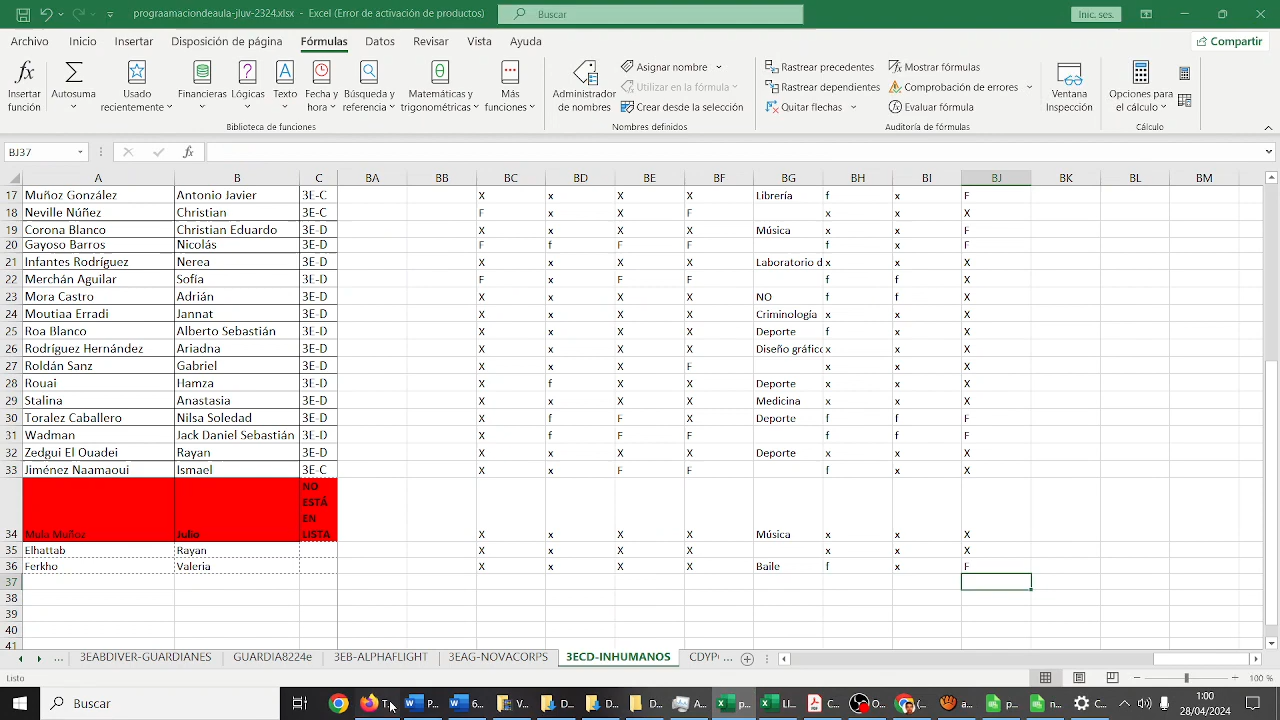 programacionaula-jluv-2324.xlsx - Excel (Error de activación de productos)
Buscar
Inic. ses.
Archivo Inicio Insertar Disposición de página Fórmulas Datos Revisar Vista Ayuda
Compartir
Insertar función
Autosuma
Usado recientemente
Financieras
Lógicas
Texto
Fecha y hora
Búsqueda y referencia
Matemáticas y trigonométricas
Más funciones
Biblioteca de funciones
Administrador de nombres
Asignar nombre
Utilizar en la fórmula
Crear desde la selección
Nombres definidos
Rastrear precedentes
Rastrear dependientes
Quitar flechas
Mostrar fórmulas
Comprobación de errores
Evaluar fórmula
Auditoría de fórmulas
Ventana Inspección
Opciones para el cálculo
Cálculo
BJ37
fx
A B C BA BB BC BD BE BF BG BH BI BJ BK BL BM
17 Muñoz González Antonio Javier 3E-C X x X X Librería f x F
18 Neville Núñez Christian 3E-C F x X F x x X
19 Corona Blanco Christian Eduardo 3E-D X x X X Música x x F
20 Gayoso Barros Nicolás 3E-D F f F F f x F
21 Infantes Rodríguez Nerea 3E-D X x X X Laboratorio d x x X
22 Merchán Aguilar Sofía 3E-D F x F F f f X
23 Mora Castro Adrián 3E-D X x X X NO f f X
24 Moutiaa Erradi Jannat 3E-D X x X X Criminología f x X
25 Roa Blanco Alberto Sebastián 3E-D X x X X Deporte f x X
26 Rodríguez Hernández Ariadna 3E-D X x X X Diseño gráfico x x X
27 Roldán Sanz Gabriel 3E-D X x X F x x X
28 Rouai Hamza 3E-D X f X X Deporte x x X
29 Stalina Anastasia 3E-D X x X X Medicina x x X
30 Toralez Caballero Nilsa Soledad 3E-D X f F X Deporte f f F
31 Wadman Jack Daniel Sebastián 3E-D X f F F f f F
32 Zedgui El Ouadei Rayan 3E-D X x X X Deporte x x X
33 Jiménez Naamaoui Ismael 3E-C X x F F f x X
NO
ESTÁ
EN
34 Mula Muñoz Julio LISTA X x X X Música x x X
35 Elhattab Rayan X x X X x x X
36 Ferkho Valeria X x X X Baile f x F
37
38
39
40
41
... 3EABDIVER-GUARDIANES GUARDIA8224e 3EB-ALPHAFLIGHT 3EAG-NOVACORPS 3ECD-INHUMANOS CDYP( ...
Listo
100 %
Buscar
1:00
28/04/2024